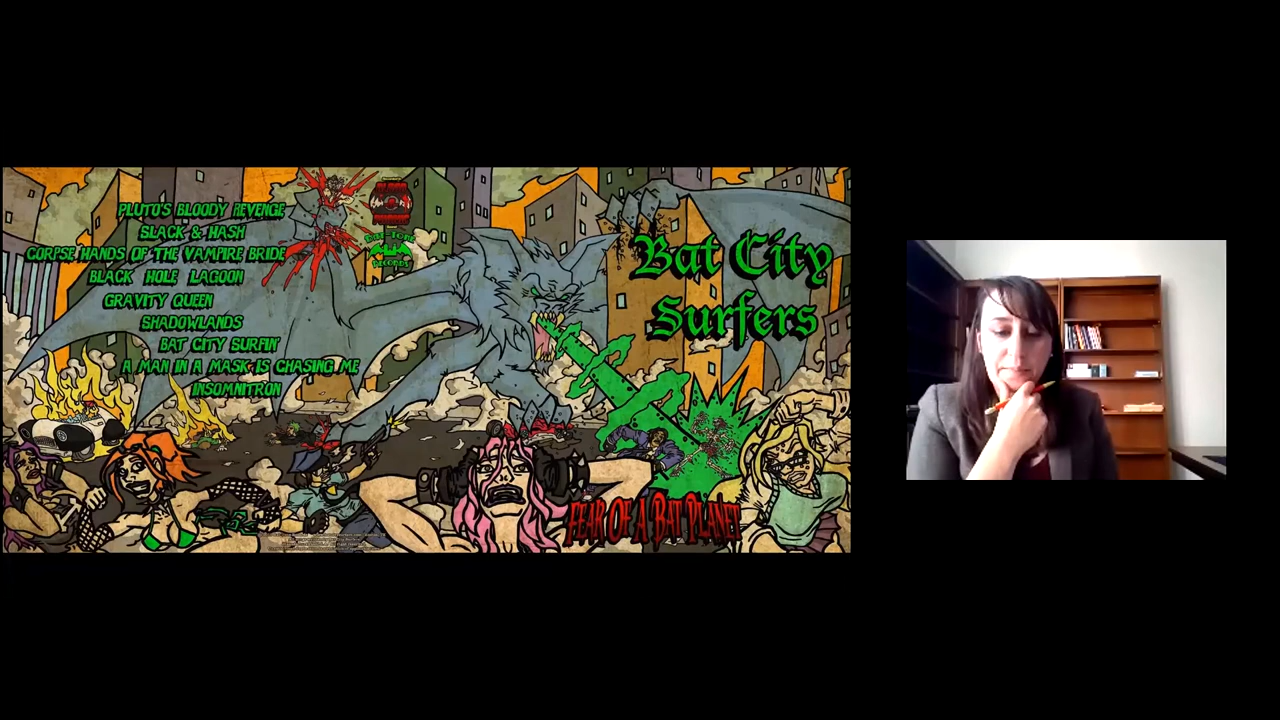 PLUTO'S BLOODY REVENGE
SLACK & HASH
CORPSE HANDS OF THE VAMPIRE BRIDE
BLACK HOLE LAGOON
GRAVITY QUEEN
SHADOWLANDS
BAT CITY SURFIN'
A MAN IN A MASK IS CHASING ME
INSOMNITRON
RECORDS
Bat City
Surfers
FEAR OF A BAT PLANET